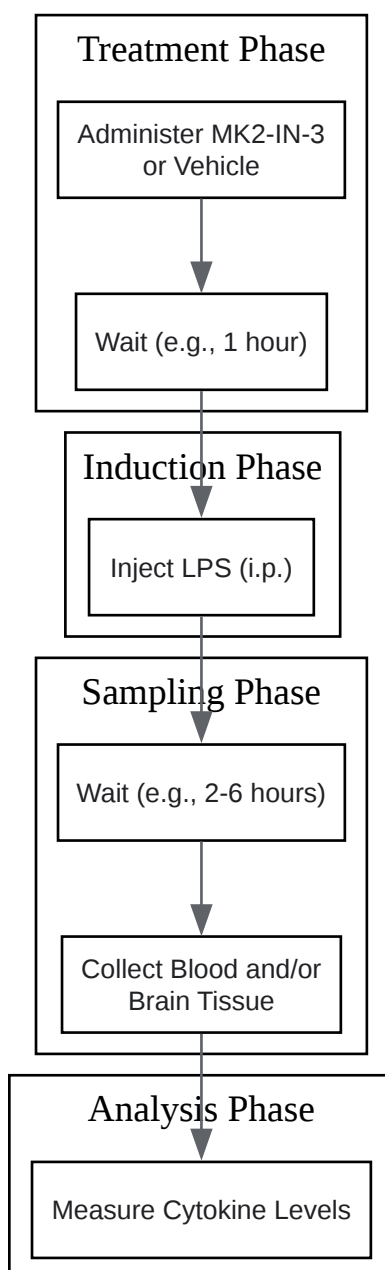 Treatment Phase
Administer MK2-IN-3
or Vehicle
Wait (e.g., 1 hour)
Induction Phase
Inject LPS (i.p.)
Sampling Phase
Wait (e.g., 2-6 hours)
Collect Blood and/or
Brain Tissue
Analysis Phase
Measure Cytokine Levels